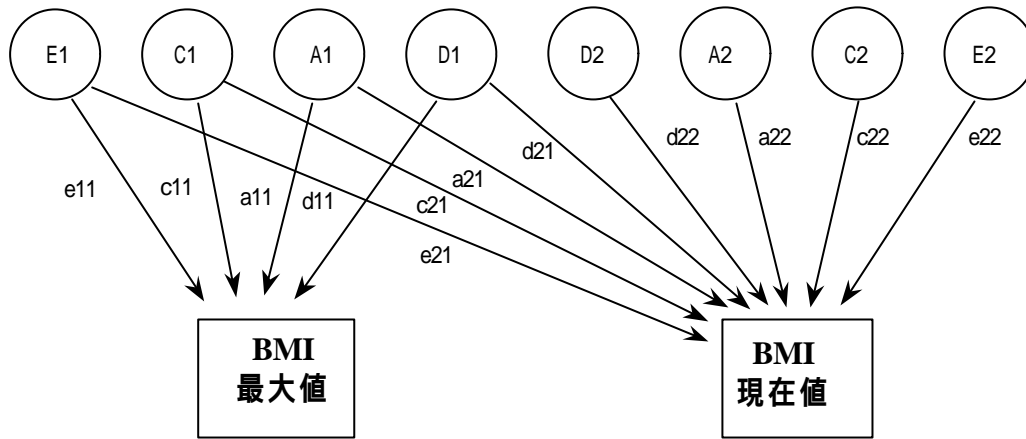 E1 C1 A1 D1 D2 A2 C2 E2
e11 c11 a11 d11 e21 c21 a21 d21 d22 a22 c22 e22
BMI
最大値
BMI
現在値